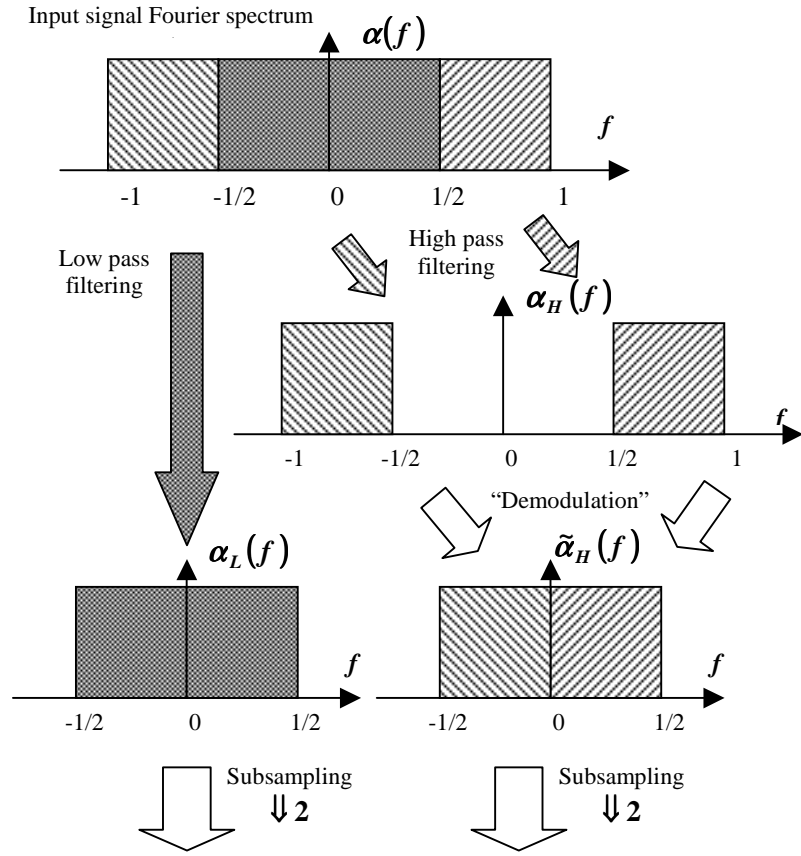 Input signal Fourier spectrum
α(f)
f
-1 -1/2 0 1/2 1
Low pass
filtering
High pass
filtering
α_H(f)
f
-1 -1/2 0 1/2 1
“Demodulation”
α_L(f)
α̃_H(f)
f
f
-1/2 0 1/2
-1/2 0 1/2
Subsampling
⇓2
Subsampling
⇓2